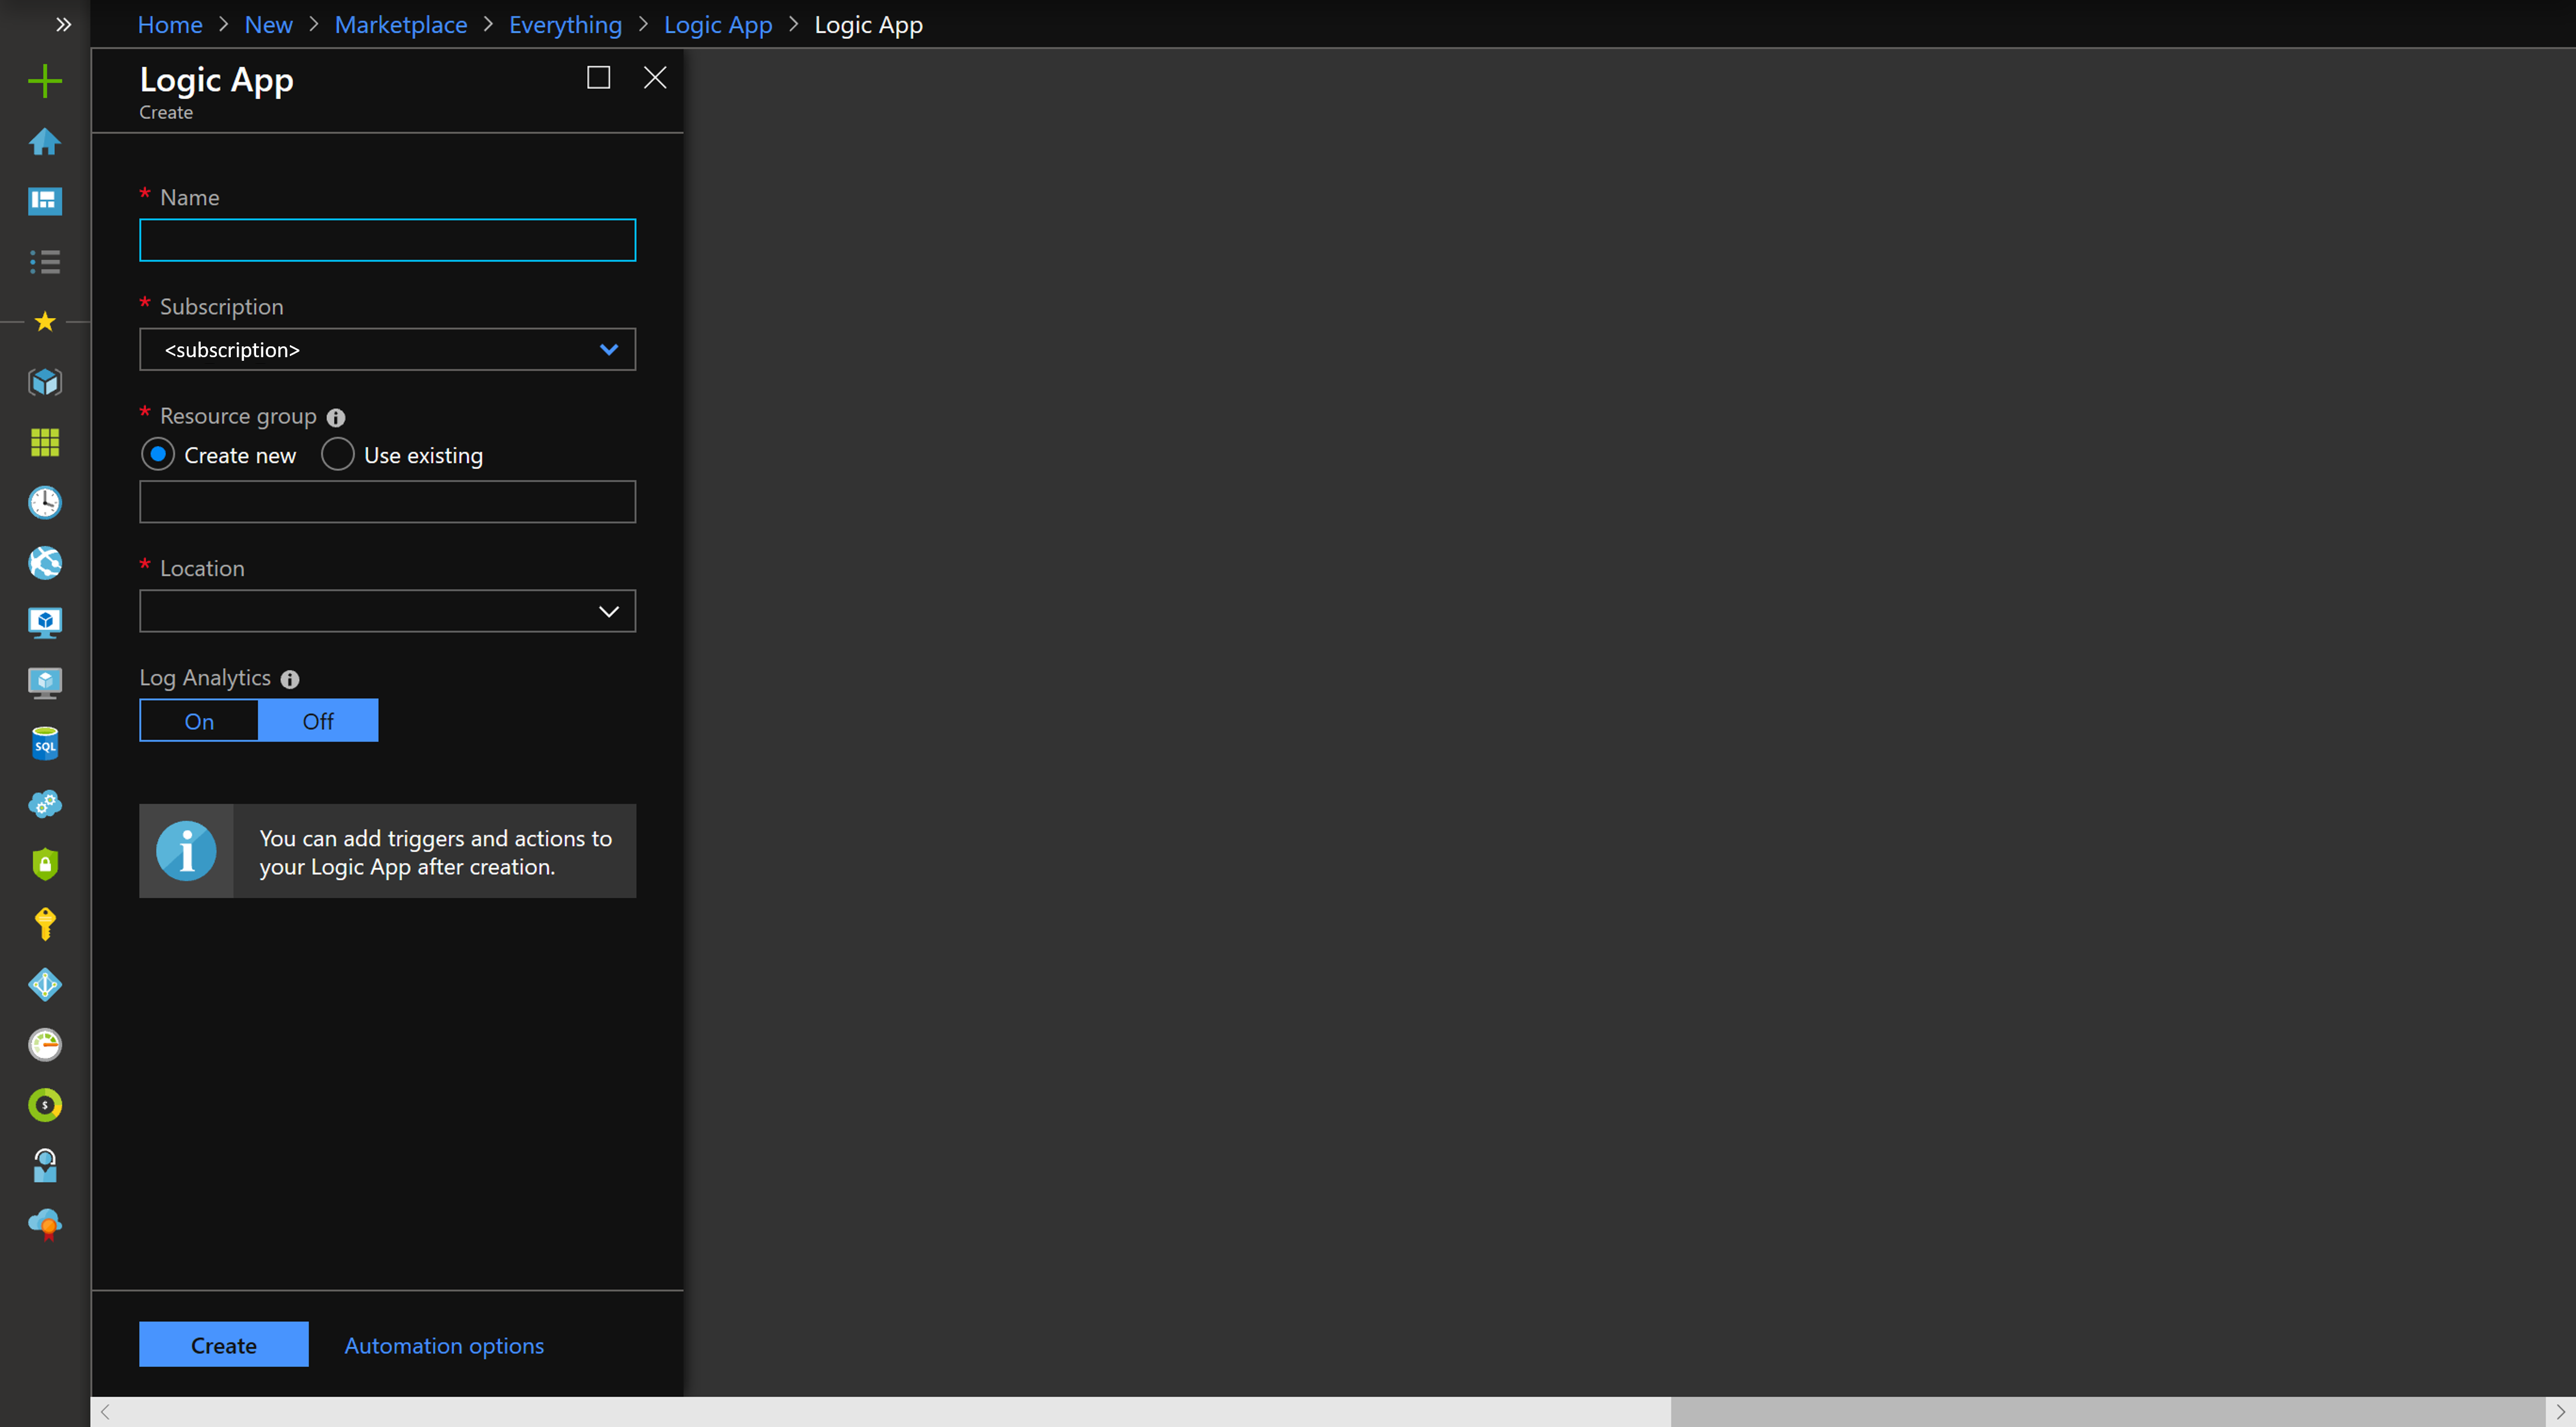 Home > New > Marketplace > Everything > Logic App > Logic App
Logic App
Create
* Name
* Subscription
<subscription>
* Resource group
Create new Use existing
* Location
Log Analytics
On Off
SQL
You can add triggers and actions to
your Logic App after creation.
$
Create Automation options